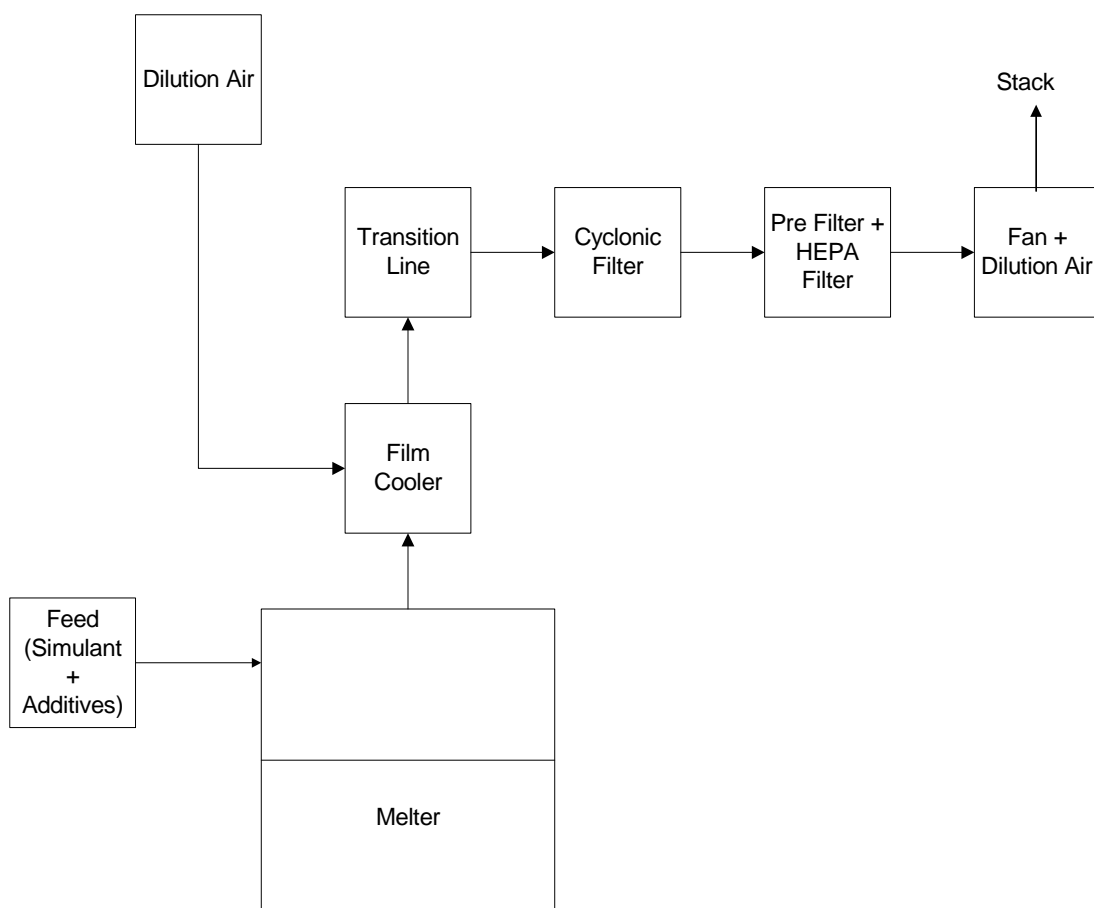 Dilution Air
Stack
Transition
Line
Cyclonic
Filter
Pre Filter +
HEPA
Filter
Fan +
Dilution Air
Film
Cooler
Feed
(Simulant
+
Additives)
Melter